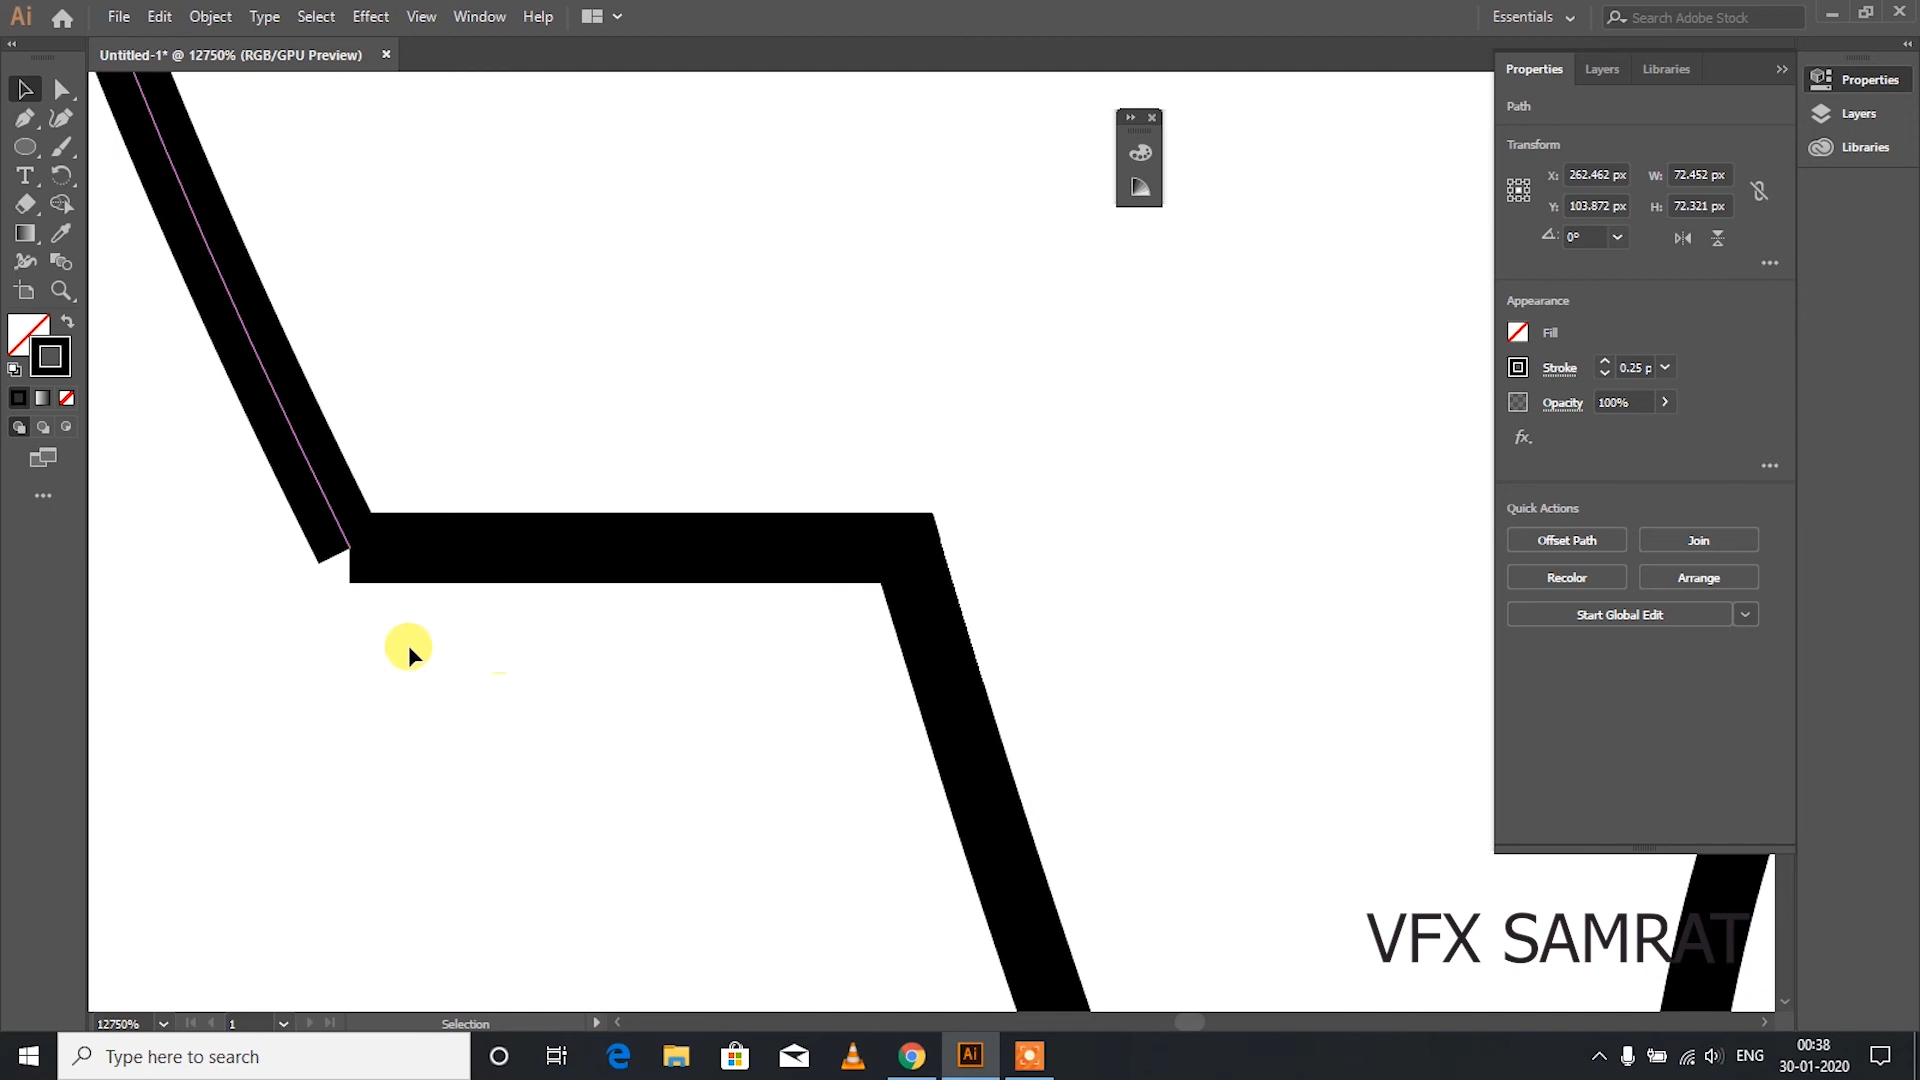 Ai File Edit Object Type Select Effect View Window Help Essentials Search Adobe Stock
Untitled-1* @ 12750% (RGB/GPU Preview)
Properties Layers Libraries
Properties
Layers
Libraries
Path
Transform
X: 262.462 px W: 72.452 px
Y: 103.872 px H: 72.321 px
0°
Appearance
Fill
Stroke 0.25 p
Opacity 100%
fx.
Quick Actions
Offset Path Join
Recolor Arrange
Start Global Edit
T
VFX SAMRAT
12750% 1 Selection
Type here to search
Ai
ENG
00:38
30-01-2020